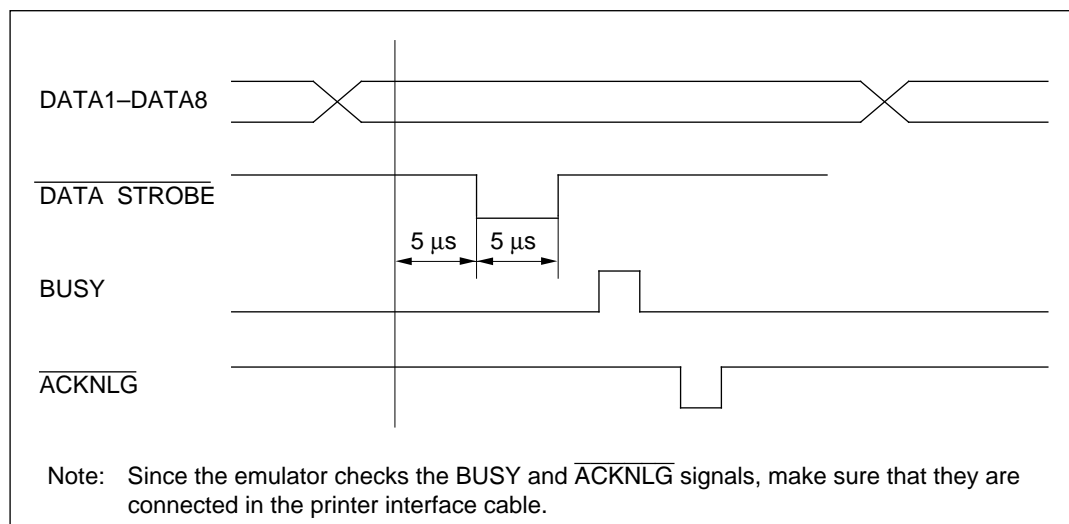 DATA1–DATA8
DATA STROBE
5 μs 5 μs
BUSY
ACKNLG
Note: Since the emulator checks the BUSY and ACKNLG signals, make sure that they are
connected in the printer interface cable.